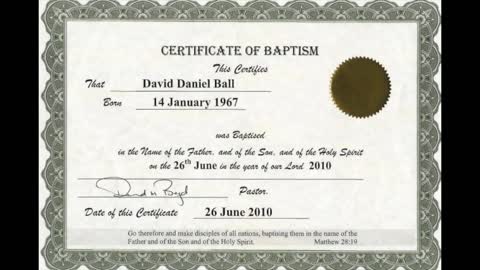 CERTIFICATE OF BAPTISM
This Certifies
That David Daniel Ball
Born 14 January 1967
was Baptised
in the Name of the Father, and of the Son, and of the Holy Spirit
on the 26th June in the year of our Lord 2010
Pastor.
Date of this Certificate 26 June 2010
Go therefore and make disciples of all nations, baptising them in the name of the
Father and of the Son and of the Holy Spirit. Matthew 28:19